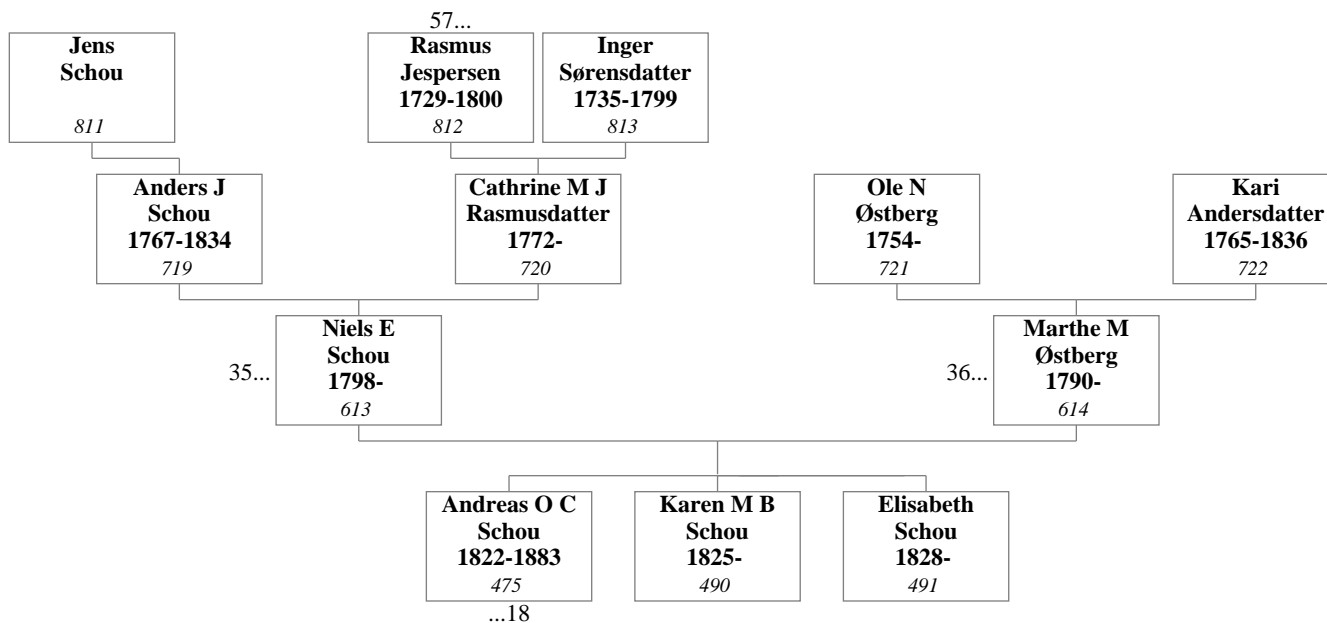 57...
Jens
Schou
811
Rasmus
Jespersen
1729-1800
812
Inger
Sørensdatter
1735-1799
813
Anders J
Schou
1767-1834
719
Cathrine M J
Rasmusdatter
1772-
720
Ole N
Østberg
1754-
721
Kari
Andersdatter
1765-1836
722
35...
Niels E
Schou
1798-
613
36...
Marthe M
Østberg
1790-
614
Andreas O C
Schou
1822-1883
475
...18
Karen M B
Schou
1825-
490
Elisabeth
Schou
1828-
491